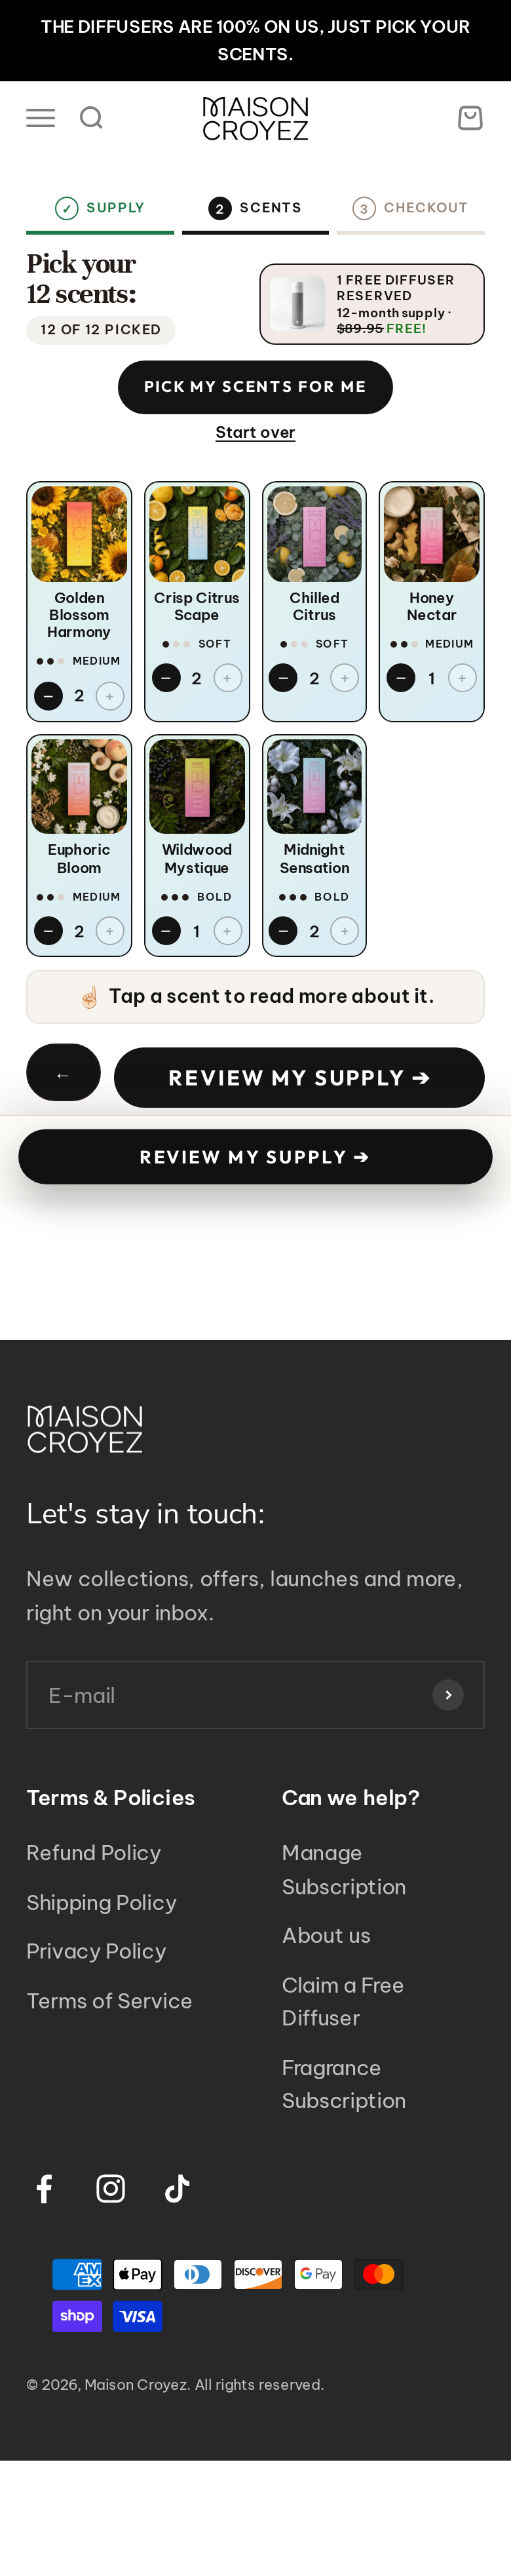 THE DIFFUSERS ARE 100% ON US, JUST PICK YOUR
SCENTS.
MAISON
CROYEZ
✓ SUPPLY
2 SCENTS
3 CHECKOUT
Pick your
12 scents:
12 OF 12 PICKED
1 FREE DIFFUSER
RESERVED
12-month supply ·
$89.95 FREE!
PICK MY SCENTS FOR ME
Start over
Golden
Blossom
Harmony
MEDIUM
− 2 +
Crisp Citrus
Scape
SOFT
− 2 +
Chilled
Citrus
SOFT
− 2 +
Honey
Nectar
MEDIUM
− 1 +
Euphoric
Bloom
MEDIUM
− 2 +
Wildwood
Mystique
BOLD
− 1 +
Midnight
Sensation
BOLD
− 2 +
☝🏻 Tap a scent to read more about it.
←
REVIEW MY SUPPLY ➔
REVIEW MY SUPPLY ➔
MAISON
CROYEZ
Let's stay in touch:
New collections, offers, launches and more,
right on your inbox.
E-mail
Terms & Policies
Refund Policy
Shipping Policy
Privacy Policy
Terms of Service
Can we help?
Manage
Subscription
About us
Claim a Free
Diffuser
Fragrance
Subscription
AMEX
Pay
DISCOVER
G Pay
shop
VISA
© 2026, Maison Croyez. All rights reserved.